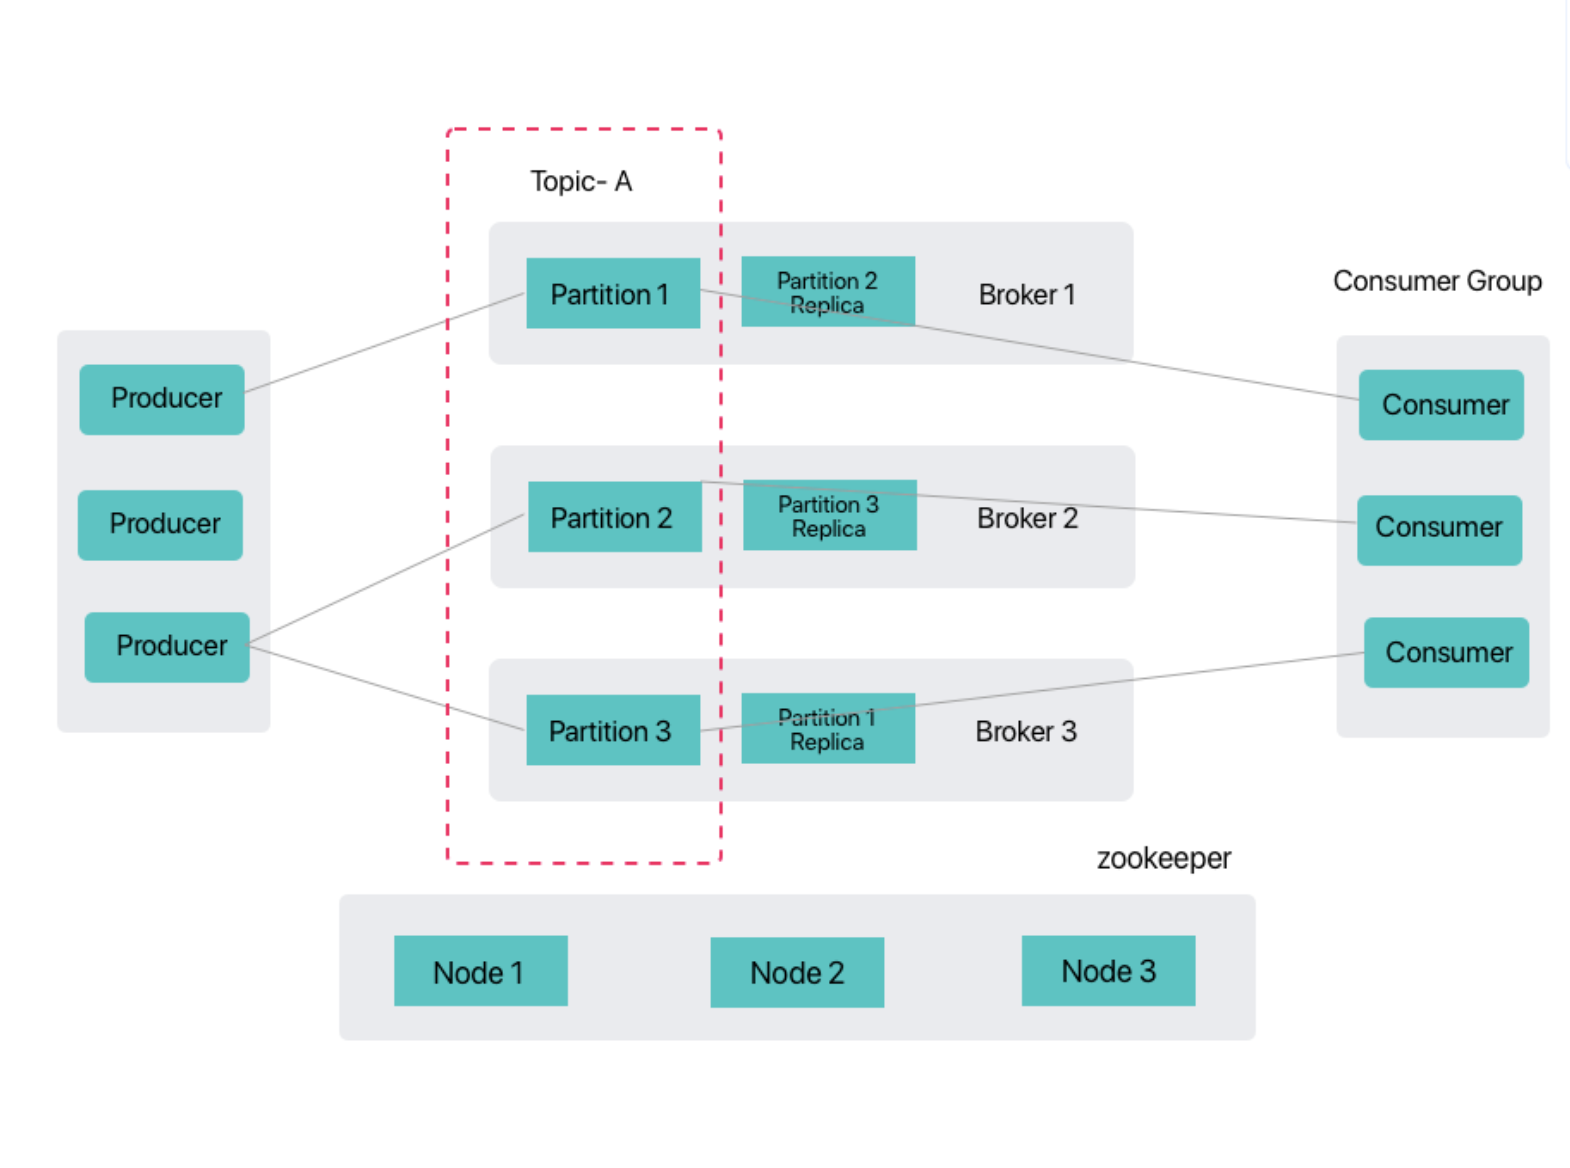 Topic- A
Partition 1
Partition 2
Replica
Broker 1
Consumer Group
Producer
Consumer
Producer
Partition 2
Partition 3
Replica
Broker 2
Consumer
Producer
Partition 3
Partition 1
Replica
Broker 3
Consumer
zookeeper
Node 1
Node 2
Node 3